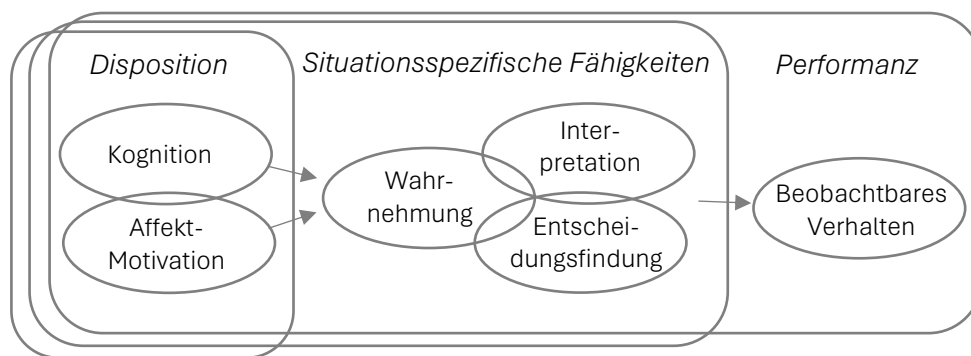 Disposition
Situationsspezifische Fähigkeiten
Performanz
Kognition
Affekt-
Motivation
Wahr-
nehmung
Inter-
pretation
Entschei-
dungsfindung
Beobachtbares
Verhalten